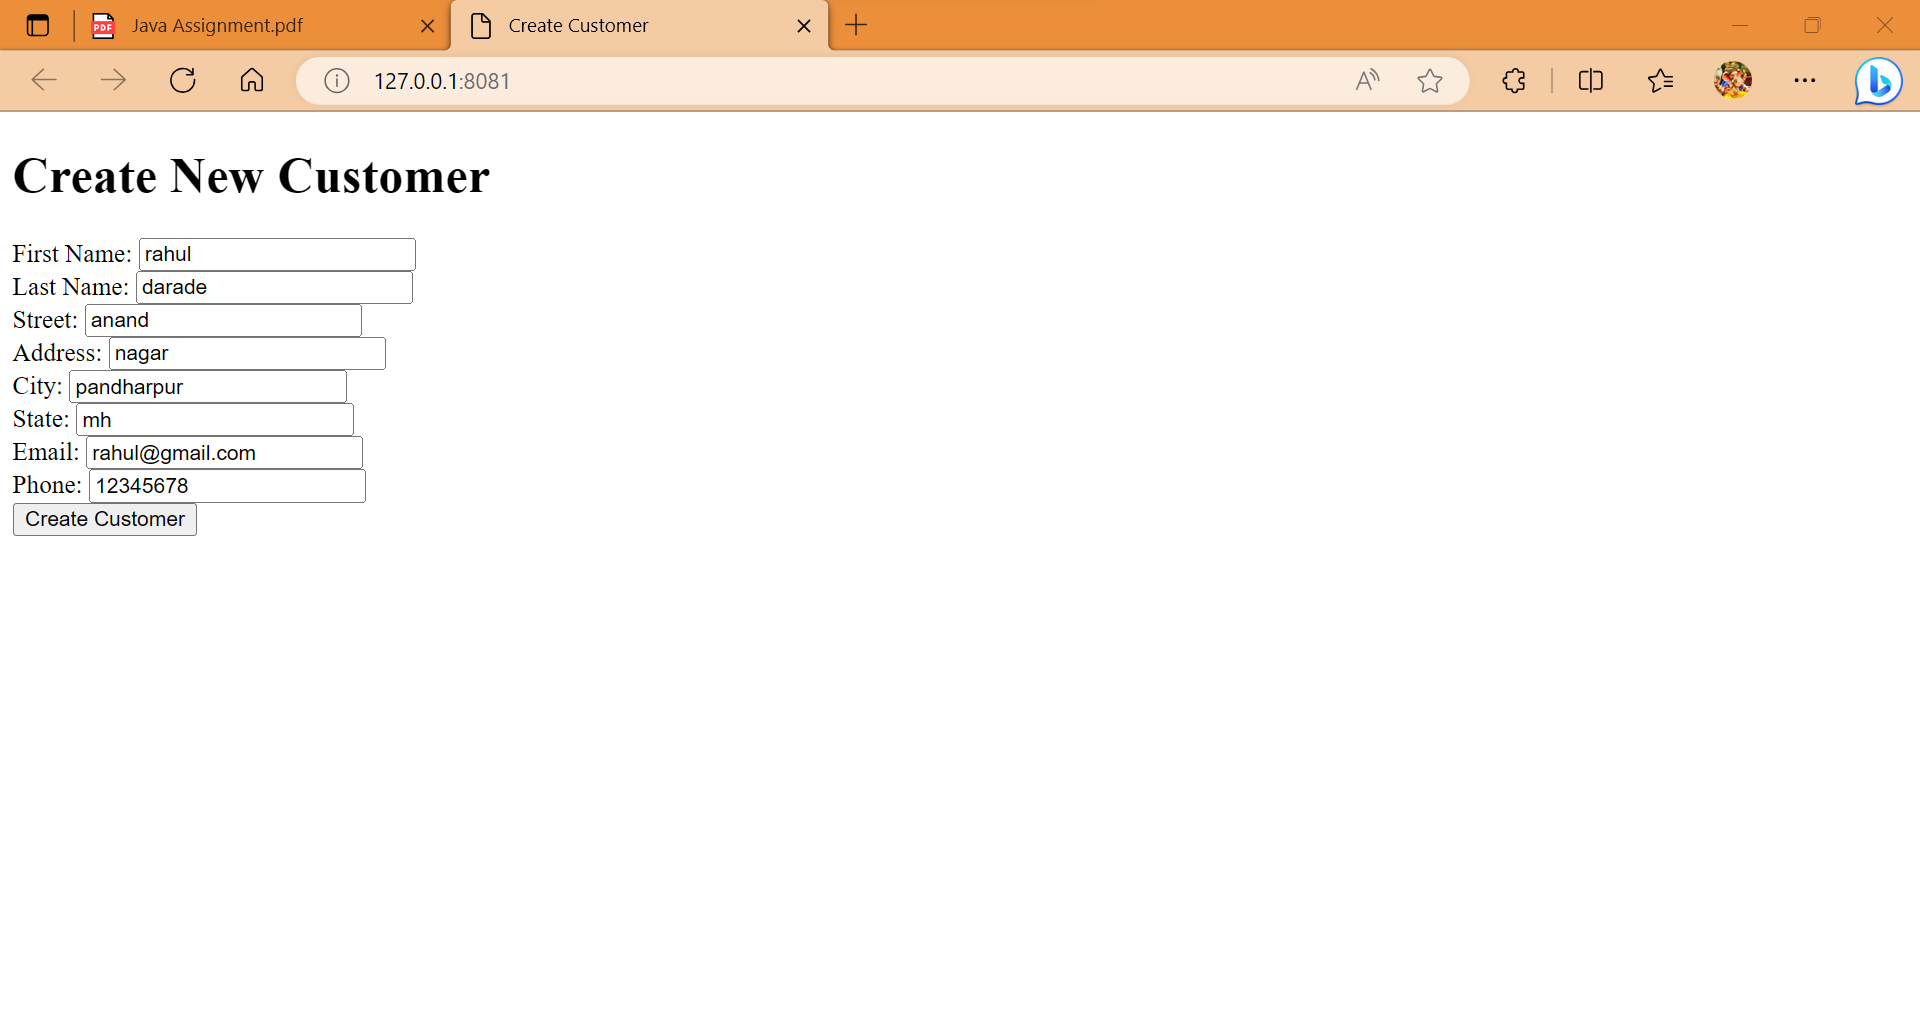 Java Assignment.pdf
Create Customer
127.0.0.1:8081
Create New Customer
First Name: rahul
Last Name: darade
Street: anand
Address: nagar
City: pandharpur
State: mh
Email: rahul@gmail.com
Phone: 12345678
Create Customer